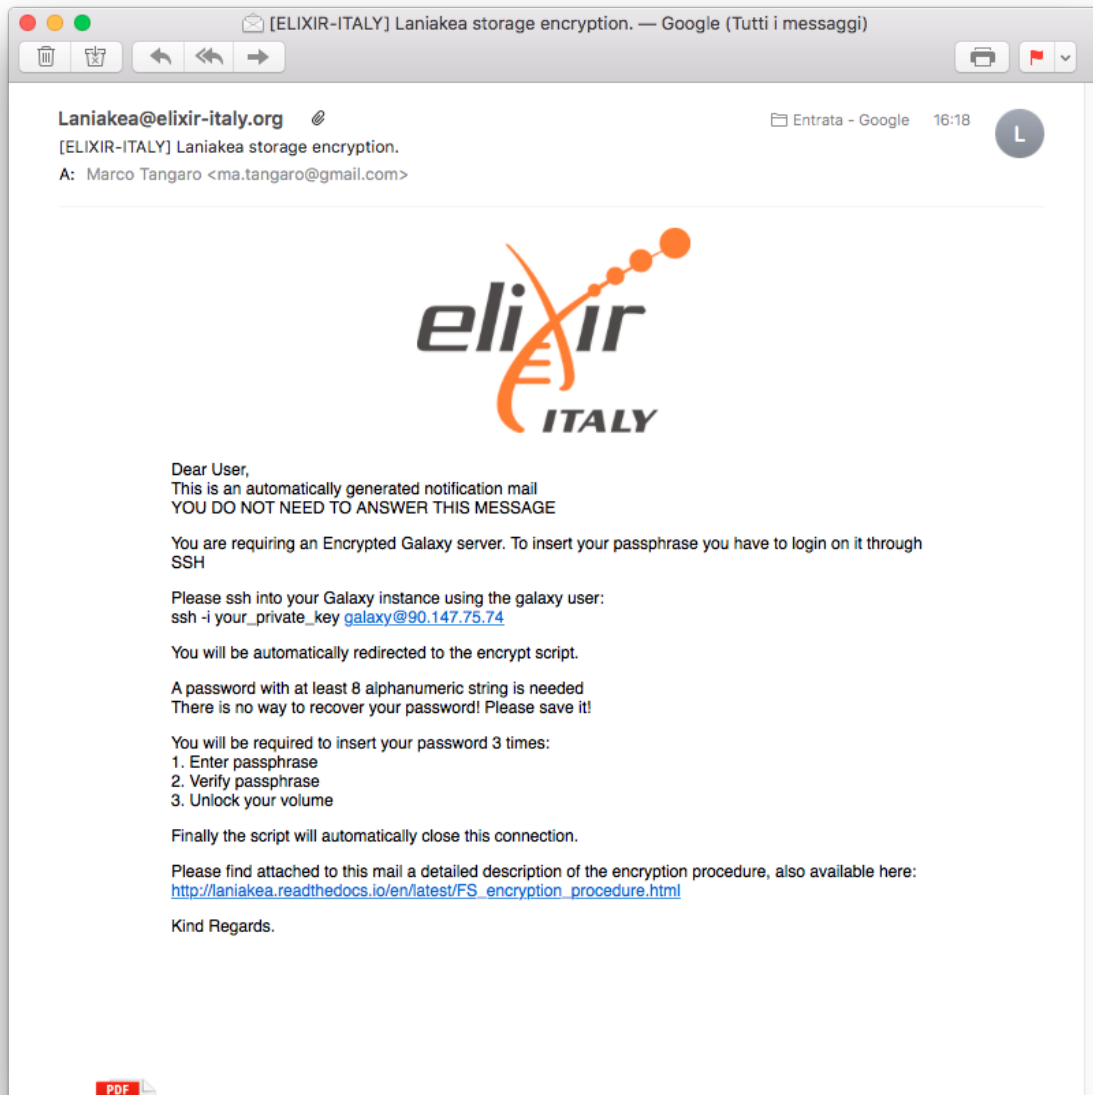 [ELIXIR-ITALY] Laniakea storage encryption. — Google (Tutti i messaggi)
Laniakea@elixir-italy.org
Entrata - Google 16:18
L
[ELIXIR-ITALY] Laniakea storage encryption.
A: Marco Tangaro <ma.tangaro@gmail.com>
elixir
ITALY
Dear User,
This is an automatically generated notification mail
YOU DO NOT NEED TO ANSWER THIS MESSAGE
You are requiring an Encrypted Galaxy server. To insert your passphrase you have to login on it through
SSH
Please ssh into your Galaxy instance using the galaxy user:
ssh -i your_private_key galaxy@90.147.75.74
You will be automatically redirected to the encrypt script.
A password with at least 8 alphanumeric string is needed
There is no way to recover your password! Please save it!
You will be required to insert your password 3 times:
1. Enter passphrase
2. Verify passphrase
3. Unlock your volume
Finally the script will automatically close this connection.
Please find attached to this mail a detailed description of the encryption procedure, also available here:
http://laniakea.readthedocs.io/en/latest/FS_encryption_procedure.html
Kind Regards.
PDF